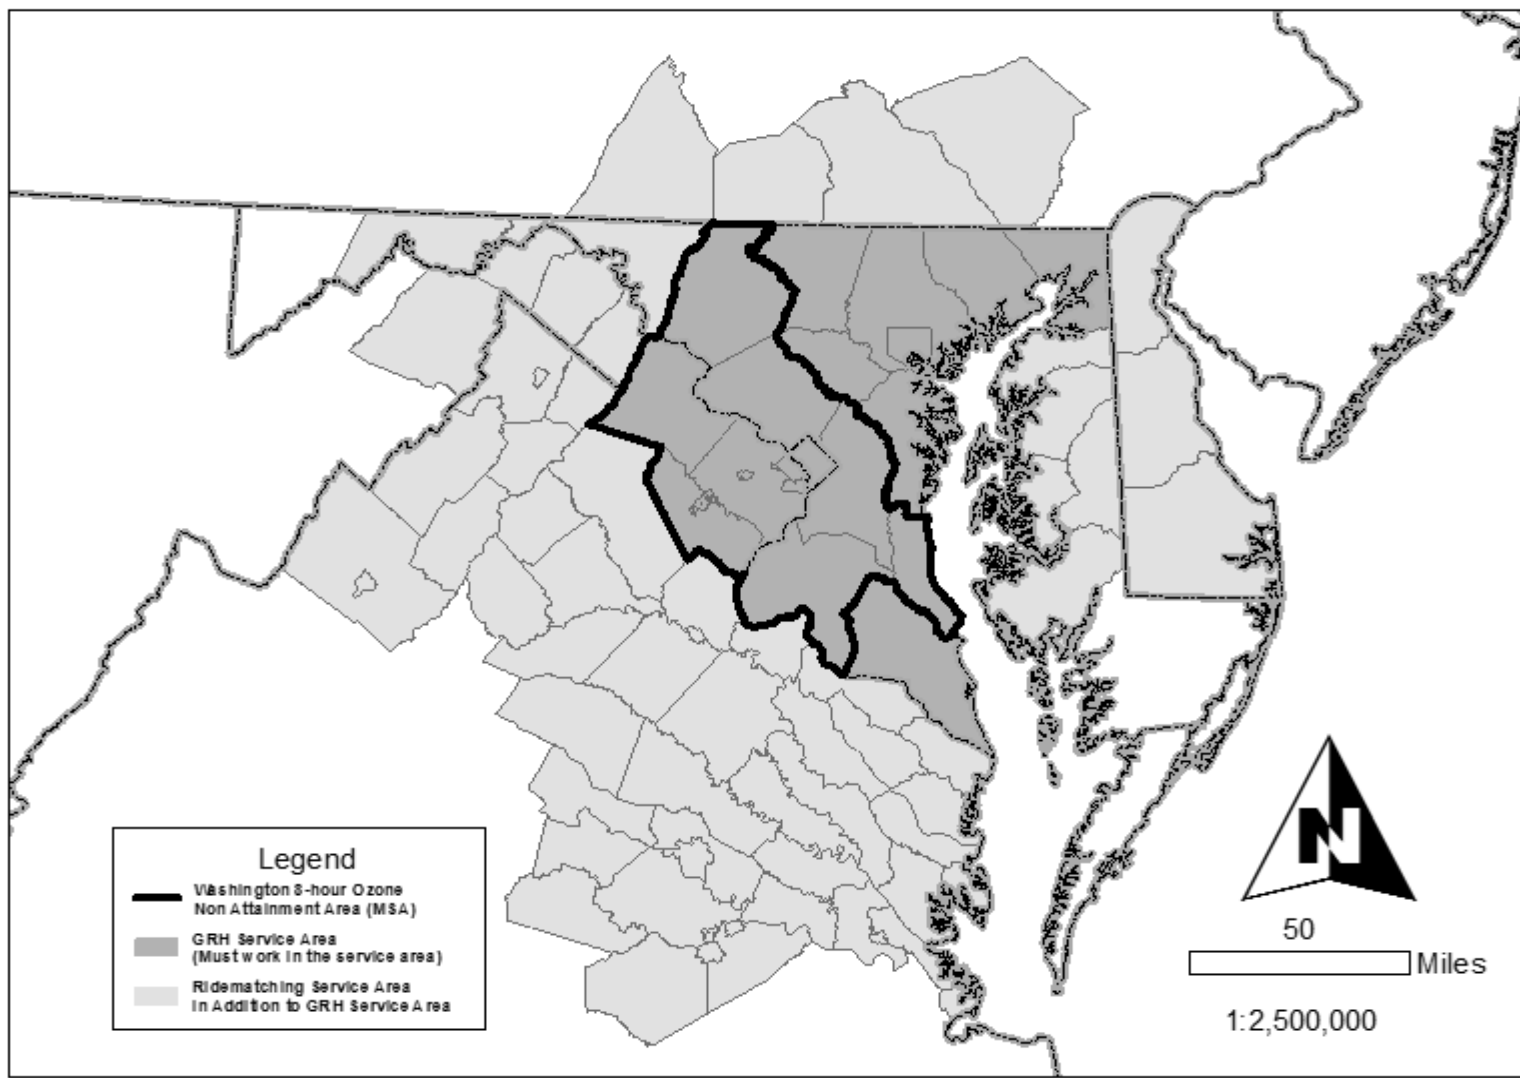 Legend
Washington 8-hour Ozone
Non Attainment Area (MSA)
GRH Service Area
(Must work in the service area)
Ridematching Service Area
In Addition to GRH Service Area
N
50
Miles
1:2,500,000